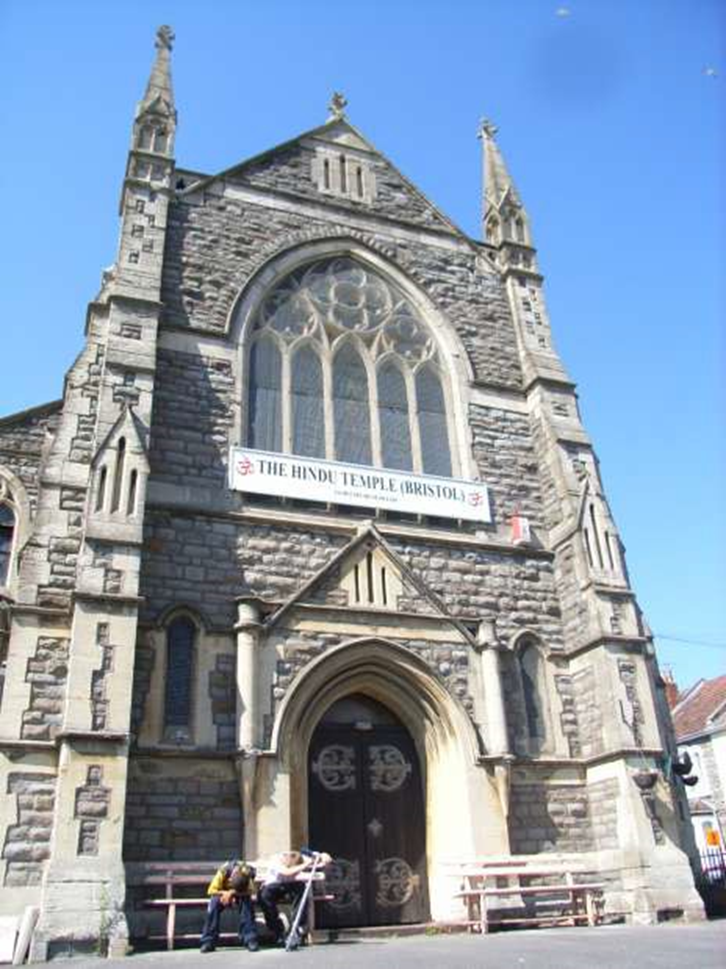 ॐ THE HINDU TEMPLE (BRISTOL) ॐ